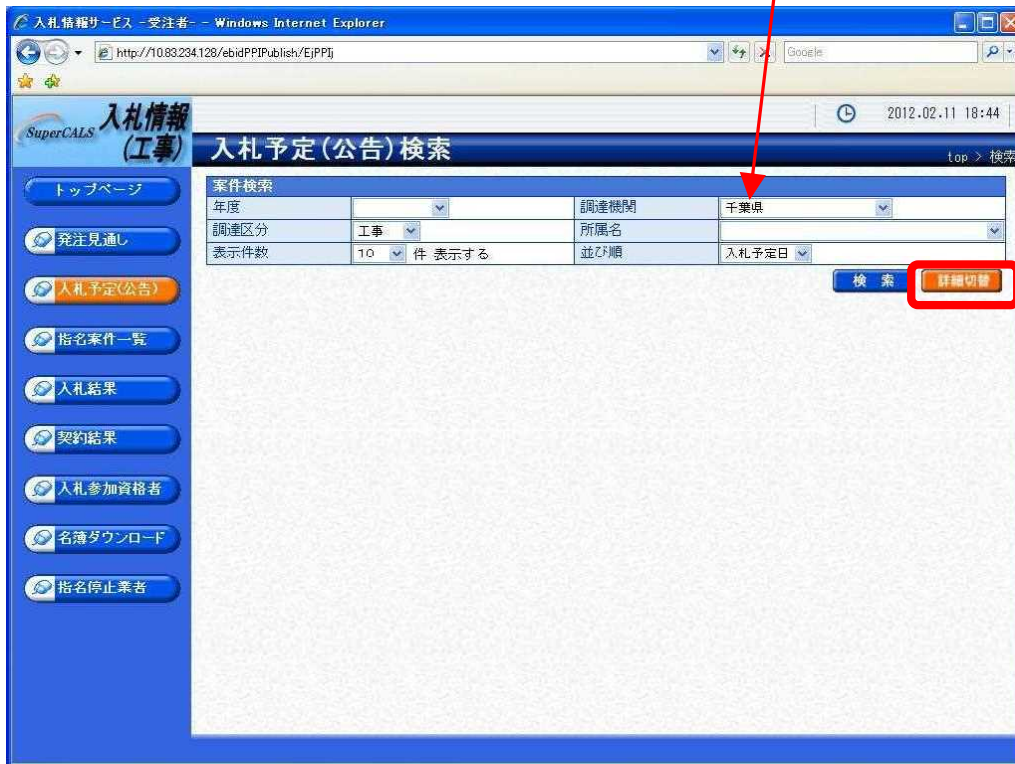 入札情報サービス -受注者- - Windows Internet Explorer
http://10.83.234.128/ebidPPIPublish/EjPPIj
Google
SuperCALS 入札情報(工事)
2012.02.11 18:44
入札予定(公告)検索
top > 検索
トップページ
発注見通し
入札予定(公告)
指名案件一覧
入札結果
契約結果
入札参加資格者
名簿ダウンロード
指名停止業者
案件検索
年度 調達機関 千葉県
調達区分 工事 所属名
表示件数 10 件 表示する 並び順 入札予定日
検 索 詳細切替